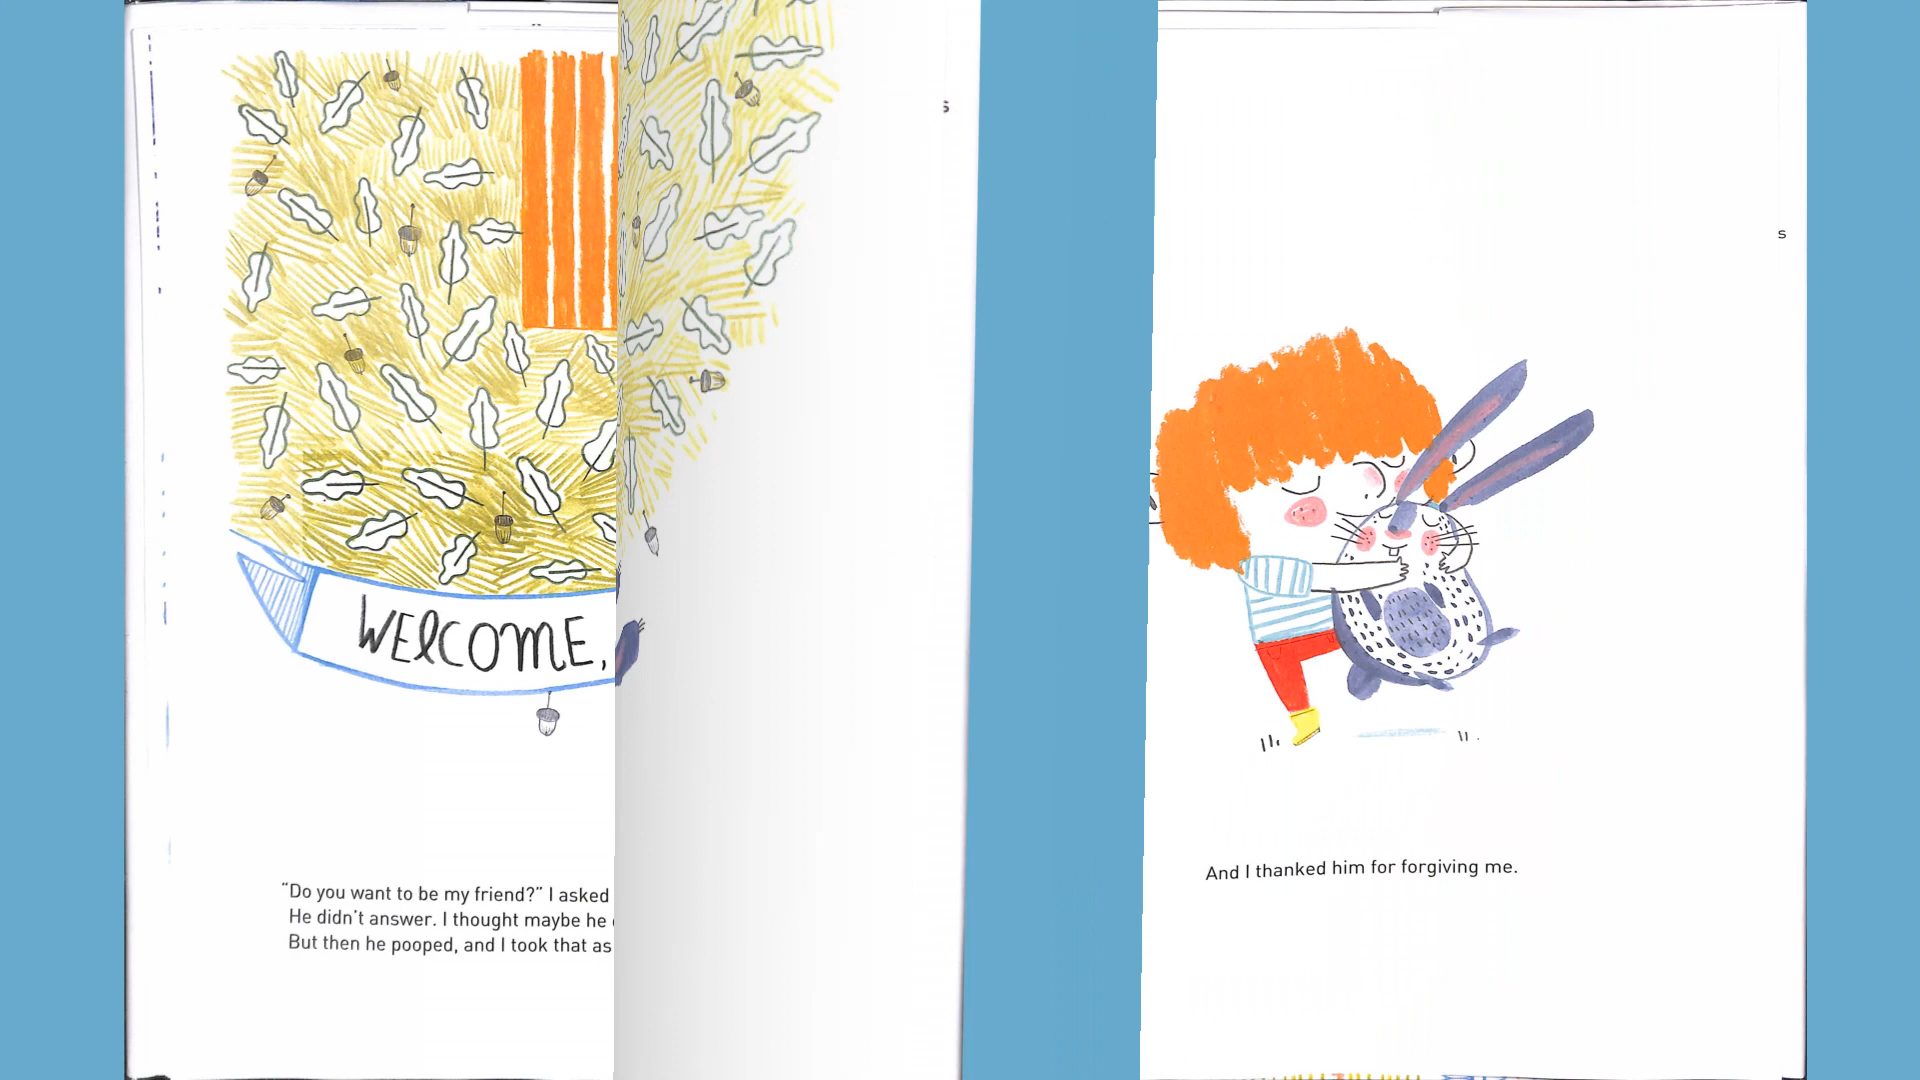 WElCOME,
“Do you want to be my friend?” I asked
He didn’t answer. I thought maybe he
But then he pooped, and I took that as
s
s
And I thanked him for forgiving me.